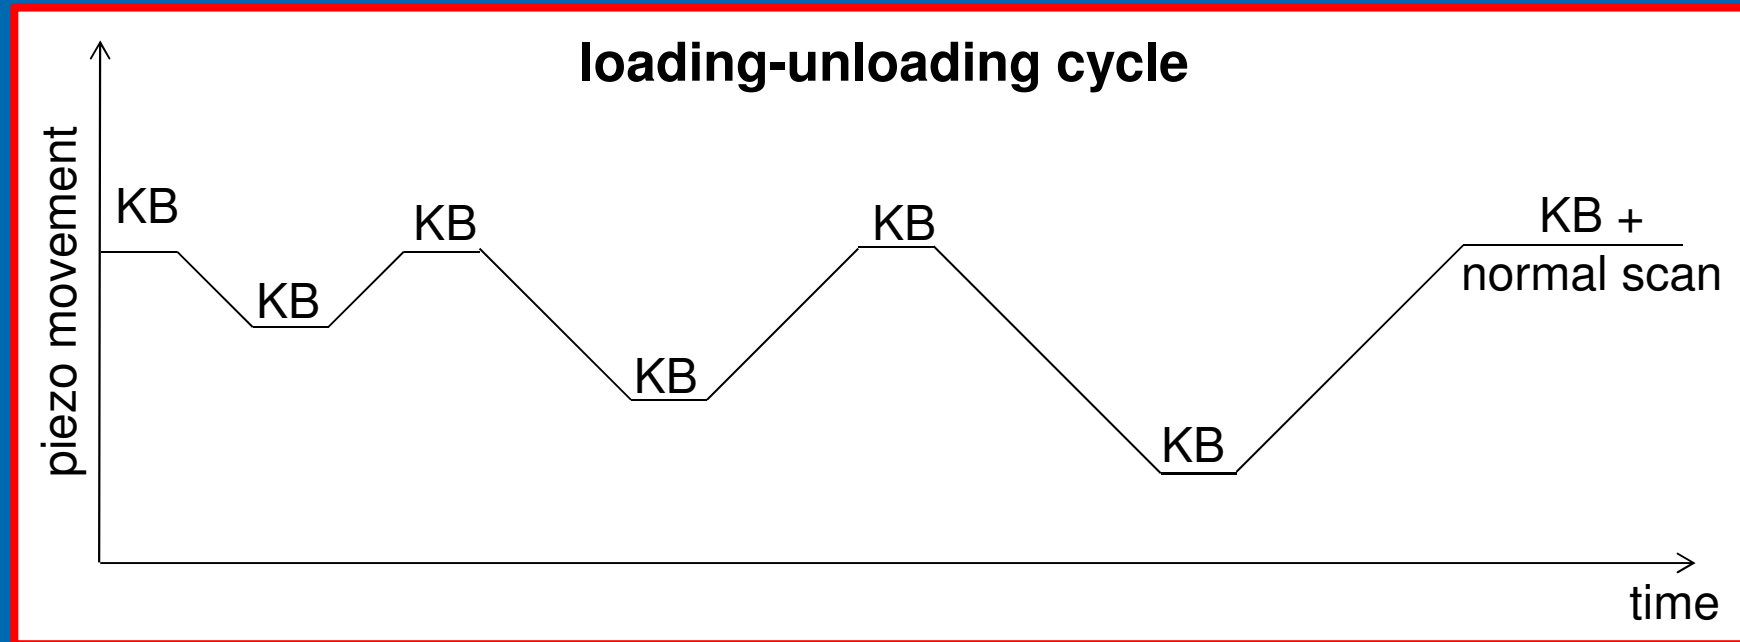 loading-unloading cycle
piezo movement
KB
KB
KB
KB
KB
KB
KB +
normal scan
time